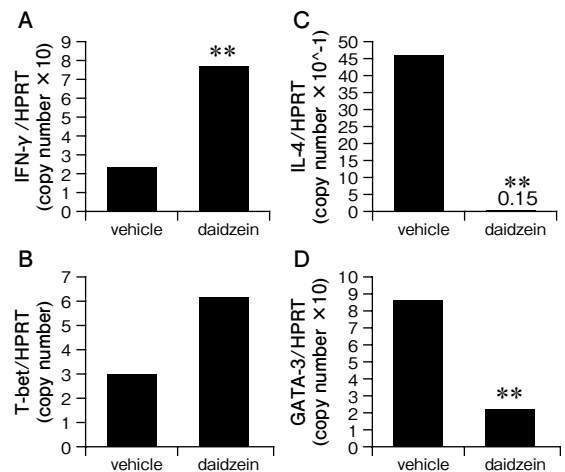 A
IFN-γ/HPRT
(copy number ×10)
9
8
7
6
5
4
3
2
1
0
**
vehicle
daidzein
C
IL-4/HPRT
(copy number ×10^-1)
50
45
40
35
30
25
20
15
10
5
0
**
0.15
vehicle
daidzein
B
T-bet/HPRT
(copy number)
7
6
5
4
3
2
1
0
vehicle
daidzein
D
GATA-3/HPRT
(copy number ×10)
10
9
8
7
6
5
4
3
2
1
0
**
vehicle
daidzein